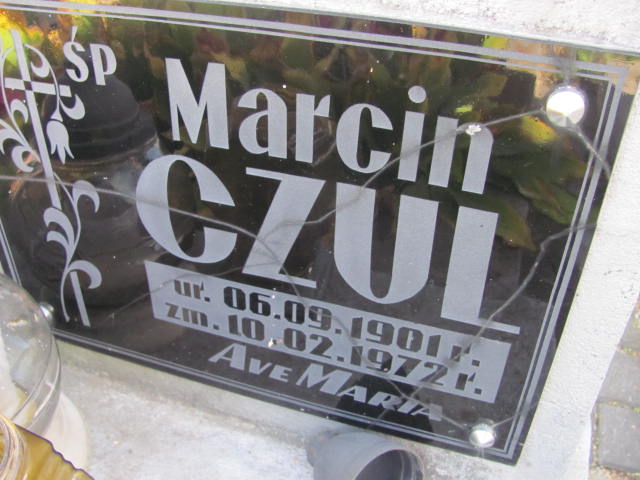 śp
Marcin
CZUL
ur. 06.09.1901 r.
zm. 10.02.1972 r.
AVE MARIA